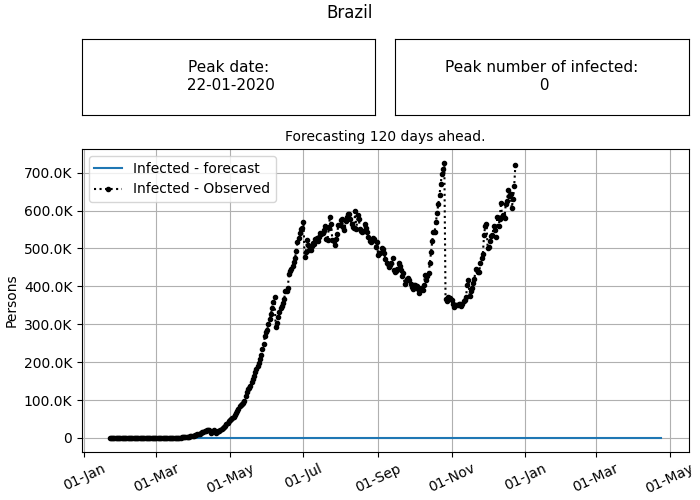 Brazil
Peak date:
22-01-2020
Peak number of infected:
0
Forecasting 120 days ahead.
Infected - forecast
Infected - Observed
Persons
700.0K
600.0K
500.0K
400.0K
300.0K
200.0K
100.0K
0
01-Jan
01-Mar
01-May
01-Jul
01-Sep
01-Nov
01-Jan
01-Mar
01-May